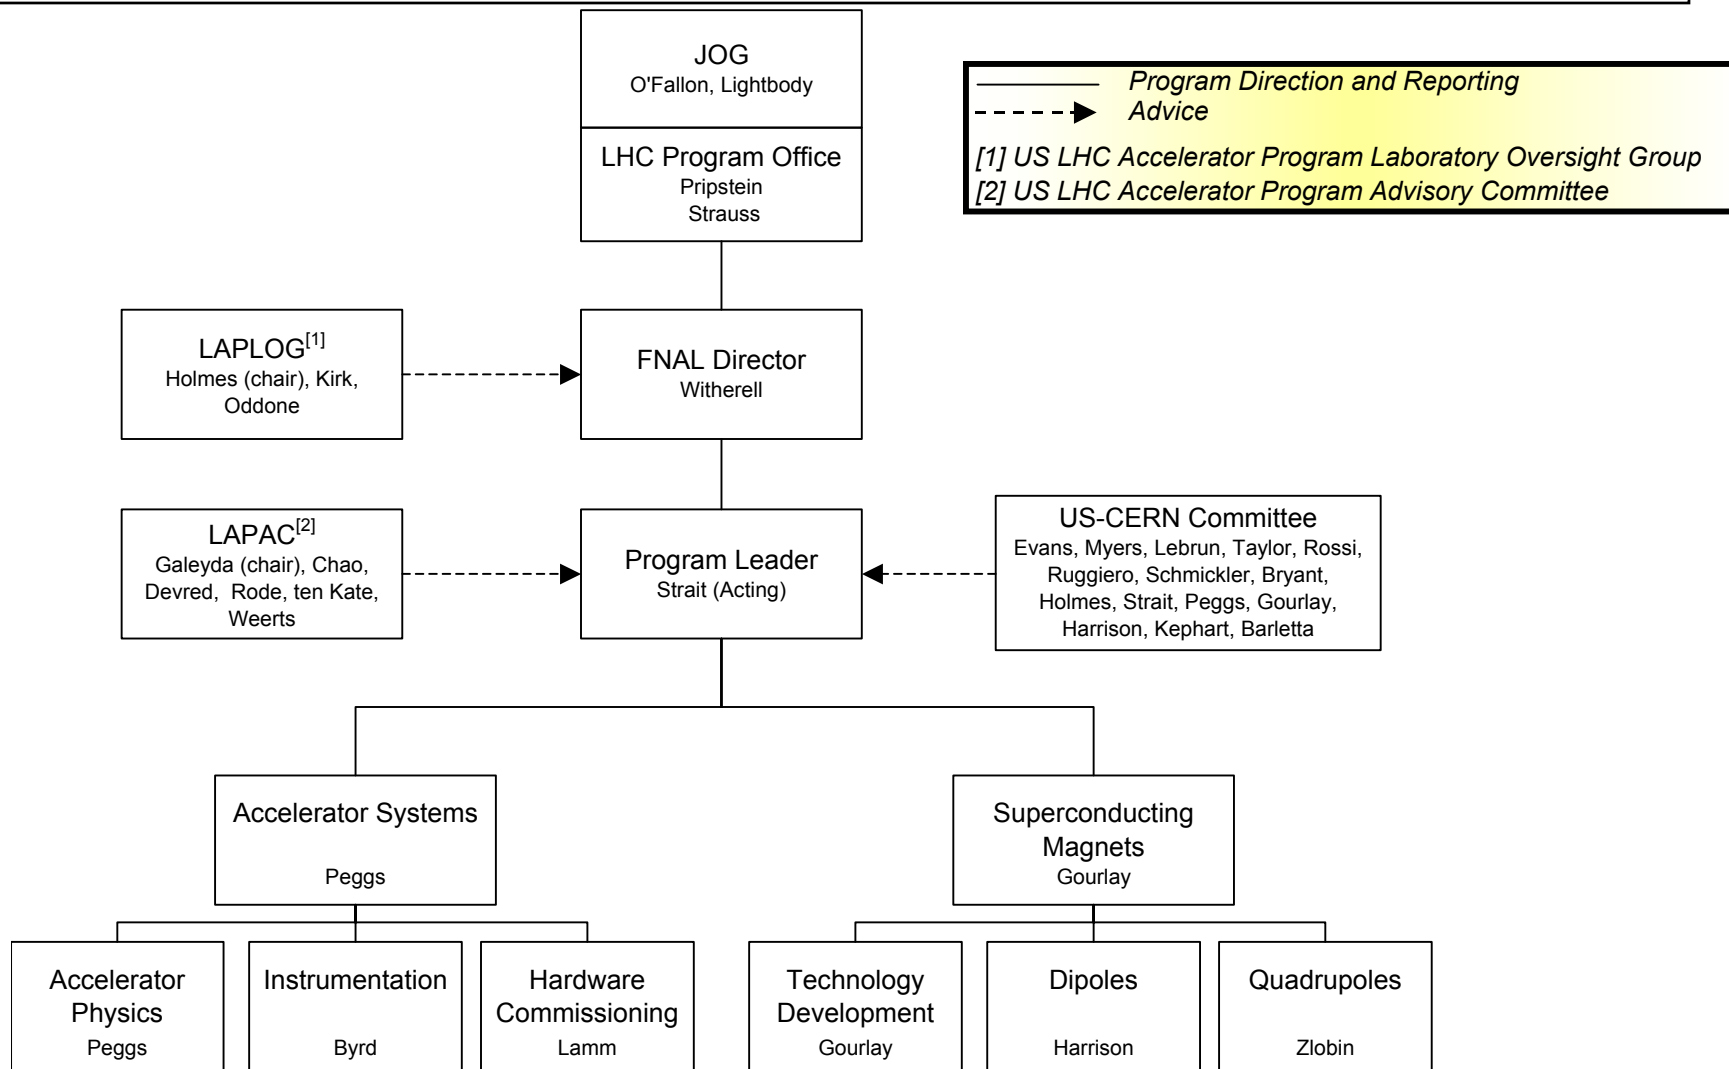 JOG
O'Fallon, Lightbody
LHC Program Office
Pripstein
Strauss
Program Direction and Reporting
Advice
[1] US LHC Accelerator Program Laboratory Oversight Group
[2] US LHC Accelerator Program Advisory Committee
LAPLOG[1]
Holmes (chair), Kirk,
Oddone
FNAL Director
Witherell
LAPAC[2]
Galeyda (chair), Chao,
Devred, Rode, ten Kate,
Weerts
Program Leader
Strait (Acting)
US-CERN Committee
Evans, Myers, Lebrun, Taylor, Rossi,
Ruggiero, Schmickler, Bryant,
Holmes, Strait, Peggs, Gourlay,
Harrison, Kephart, Barletta
Accelerator Systems
Peggs
Superconducting
Magnets
Gourlay
Accelerator
Physics
Peggs
Instrumentation
Byrd
Hardware
Commissioning
Lamm
Technology
Development
Gourlay
Dipoles
Harrison
Quadrupoles
Zlobin